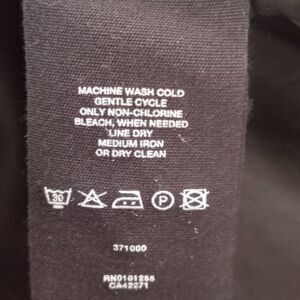 MACHINE WASH COLD
GENTLE CYCLE
ONLY NON-CHLORINE
BLEACH, WHEN NEEDED
LINE DRY
MEDIUM IRON
OR DRY CLEAN
30 P
371000
RN0101255
CA42271